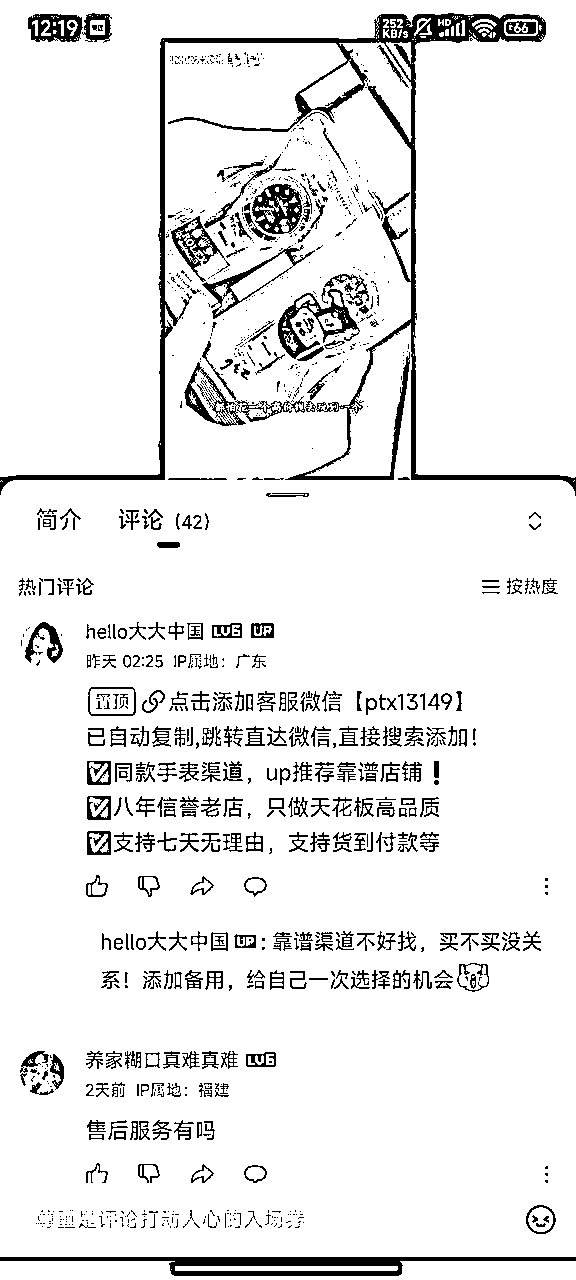 12:19
252 KB/s HD 66
简介 评论 (42)
热门评论 按热度
hello大大中国 LV6 UP
昨天 02:25 IP属地：广东
置顶 点击添加客服微信【ptx13149】
已自动复制,跳转直达微信,直接搜索添加！
同款手表渠道，up推荐靠谱店铺❗
八年信誉老店，只做天花板高品质
支持七天无理由，支持货到付款等
hello大大中国 UP：靠谱渠道不好找，买不买没关
系！添加备用，给自己一次选择的机会
养家糊口真难真难 LV6
2天前 IP属地：福建
售后服务有吗
尊重是评论打动人心的入场券